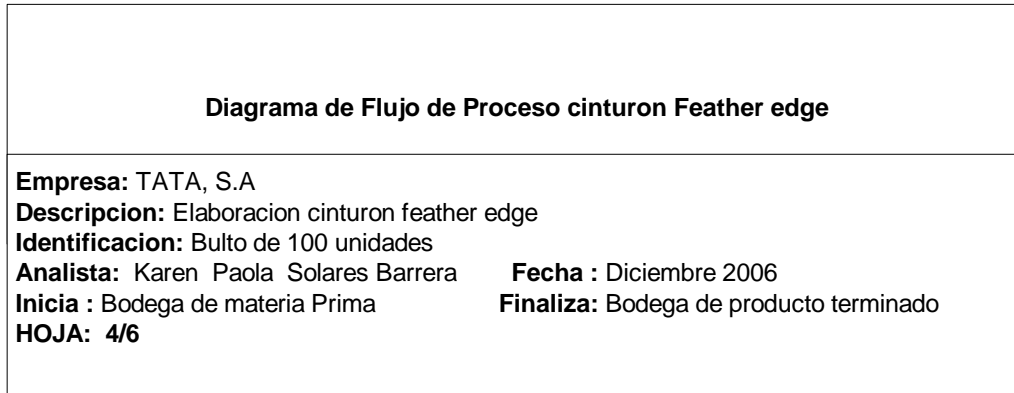 Diagrama de Flujo de Proceso cinturon Feather edge
Empresa: TATA, S.A
Descripcion: Elaboracion cinturon feather edge
Identificacion: Bulto de 100 unidades
Analista: Karen Paola Solares Barrera Fecha : Diciembre 2006
Inicia : Bodega de materia Prima Finaliza: Bodega de producto terminado
HOJA: 4/6